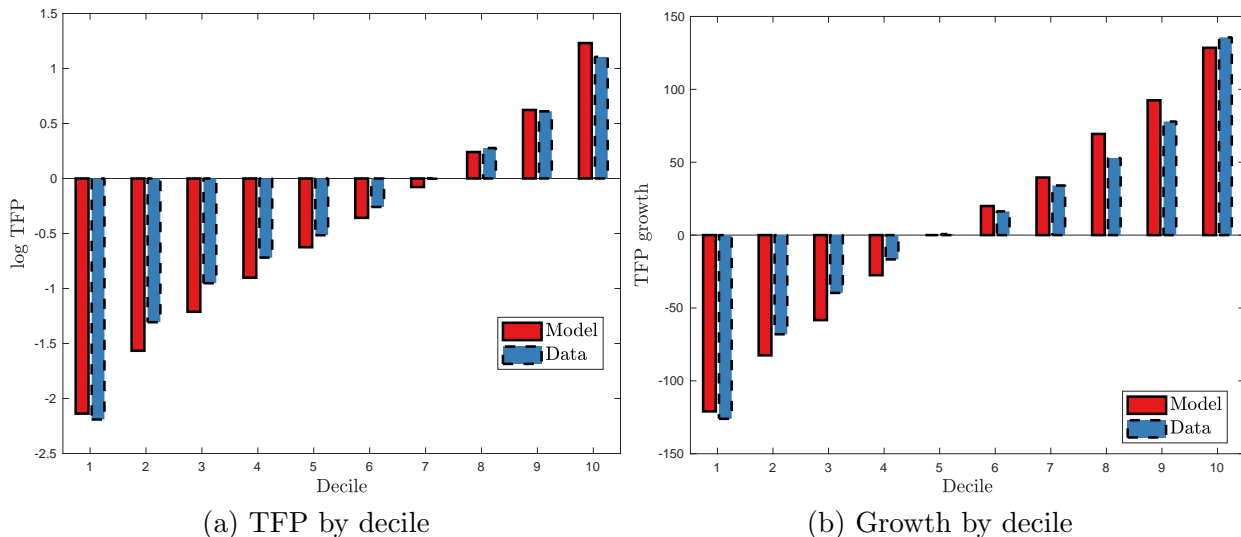 1.5
1
0.5
0
-0.5
-1
-1.5
-2
-2.5
log TFP
Model
Data
1 2 3 4 5 6 7 8 9 10
Decile
(a) TFP by decile
150
100
50
0
-50
-100
-150
TFP growth
Model
Data
1 2 3 4 5 6 7 8 9 10
Decile
(b) Growth by decile